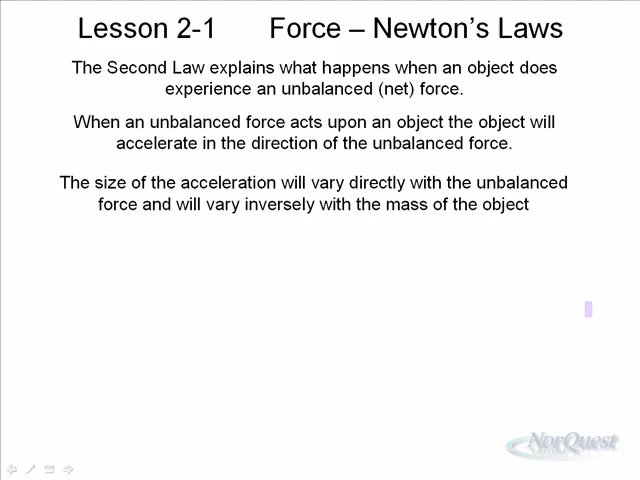 Lesson 2-1 Force – Newton's Laws
The Second Law explains what happens when an object does
experience an unbalanced (net) force.
When an unbalanced force acts upon an object the object will
accelerate in the direction of the unbalanced force.
The size of the acceleration will vary directly with the unbalanced
force and will vary inversely with the mass of the object
NorQuest